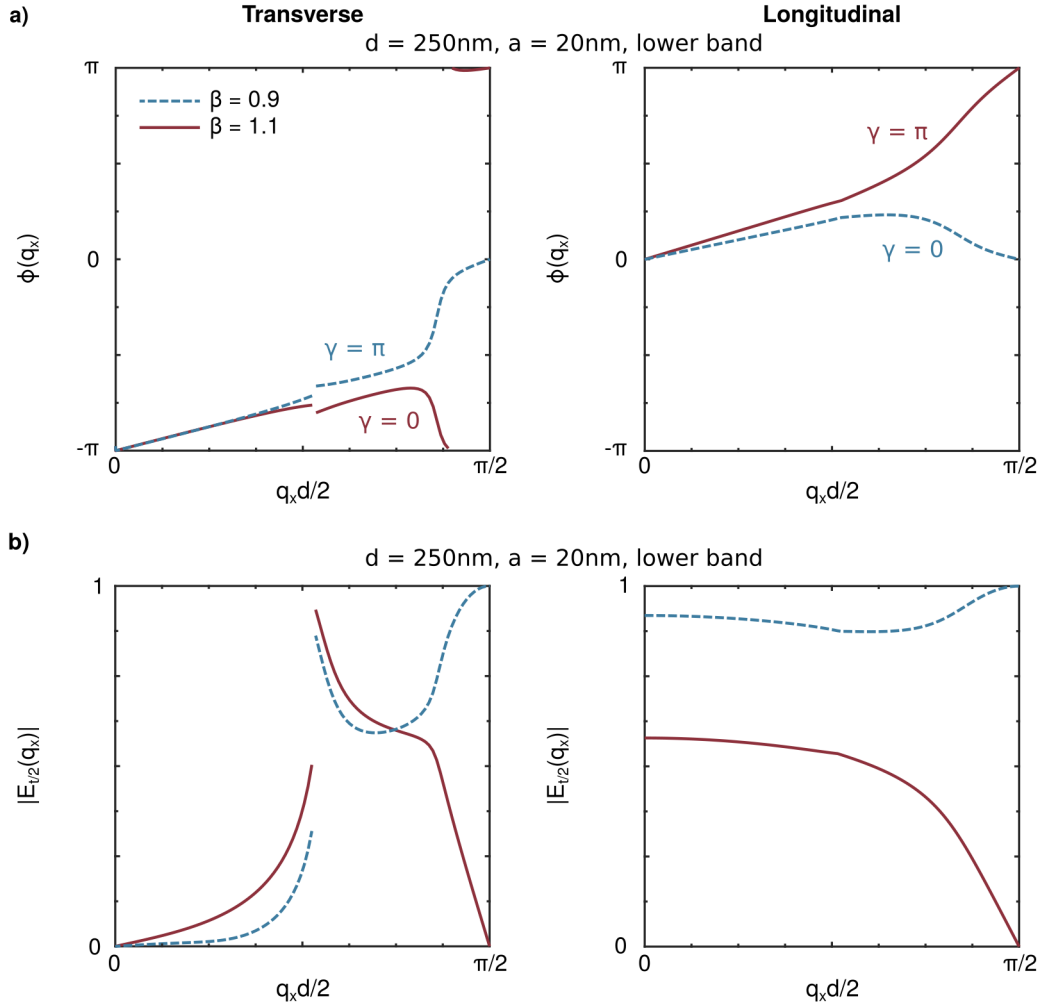 a)
Transverse
Longitudinal
d = 250nm, a = 20nm, lower band
π
0
-π
ϕ(qₓ)
β = 0.9
β = 1.1
γ = π
γ = 0
0
π/2
qₓd/2
π
0
-π
ϕ(qₓ)
γ = π
γ = 0
0
π/2
qₓd/2
b)
d = 250nm, a = 20nm, lower band
1
0
|E_{t/2}(qₓ)|
0
π/2
qₓd/2
1
0
|E_{t/2}(qₓ)|
0
π/2
qₓd/2